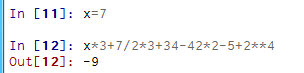 In [11]: x=7
In [12]: x*3+7/2*3+34-42*2-5+2**4
Out[12]: -9